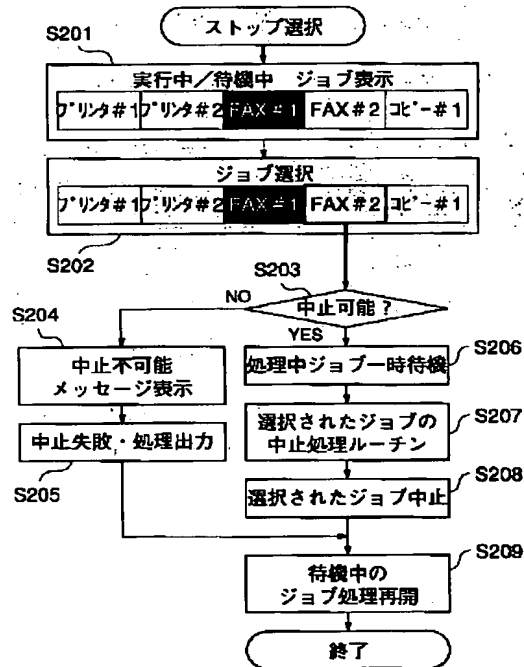 S201
ストップ選択
実行中／待機中 ジョブ表示
プリンタ#1 プリンタ#2 FAX#1 FAX#2 コピー#1
ジョブ選択
プリンタ#1 プリンタ#2 FAX#1 FAX#2 コピー#1
S202
S203
中止可能？
NO
YES
S204
中止不可能
メッセージ表示
S206
処理中ジョブ一時待機
中止失敗・処理出力
S205
S207
選択されたジョブの
中止処理ルーチン
S208
選択されたジョブ中止
S209
待機中の
ジョブ処理再開
終了